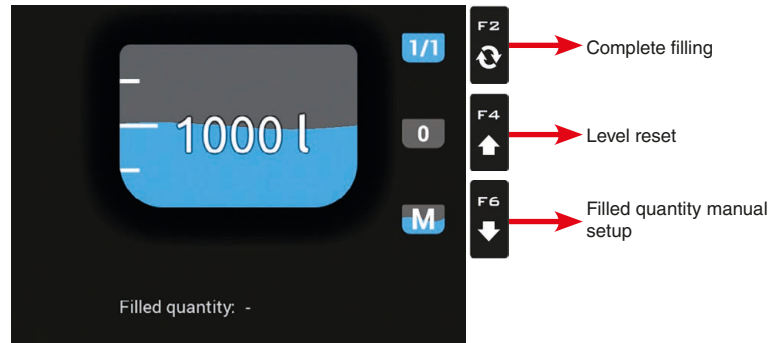 1/1
F2
Complete filling
1000 l
0
F4
Level reset
M
F6
Filled quantity manual
setup
Filled quantity: -